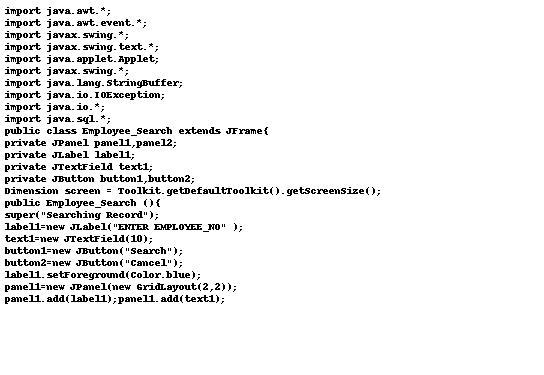 import java.awt.*;
import java.awt.event.*;
import javax.swing.*;
import javax.swing.text.*;
import java.applet.Applet;
import javax.swing.*;
import java.lang.StringBuffer;
import java.io.IOException;
import java.io.*;
import java.sql.*;
public class Employee_Search extends JFrame{
private JPanel panel1,panel2;
private JLabel label1;
private JTextField text1;
private JButton button1,button2;
Dimension screen = Toolkit.getDefaultToolkit().getScreenSize();
public Employee_Search (){
super("Searching Record");
label1=new JLabel("ENTER EMPLOYEE_NO" );
text1=new JTextField(10);
button1=new JButton("Search");
button2=new JButton("Cancel");
label1.setForeground(Color.blue);
panel1=new JPanel(new GridLayout(2,2));
panel1.add(label1);panel1.add(text1);